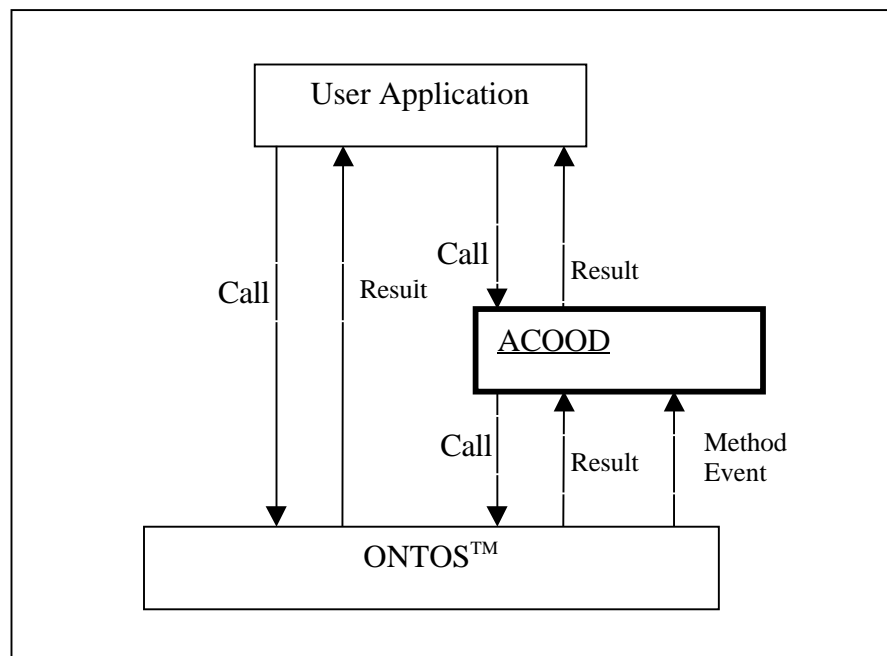 User Application
Call
Resuit
Call
Result
ACOOD
Call
Result
Method
Event
ONTOS™